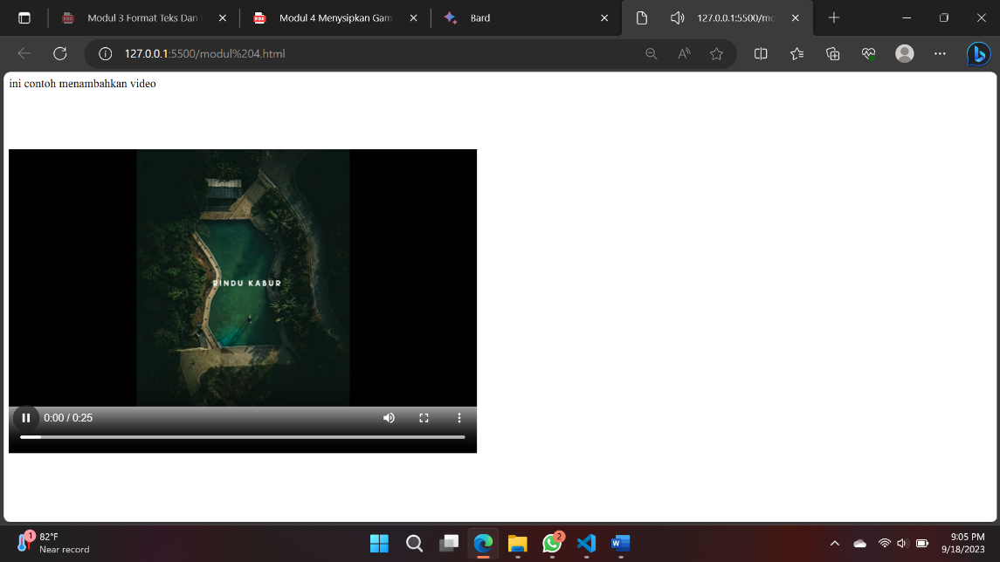 Modul 3 Format Teks Dan
Modul 4 Menysipkan Gam
Bard
127.0.0.1:5500/mo
127.0.0.1:5500/modul%204.html
ini contoh menambahkan video
RINDU KABUR
0:00 / 0:25
1
82°F
Near record
2
9:05 PM
9/18/2023